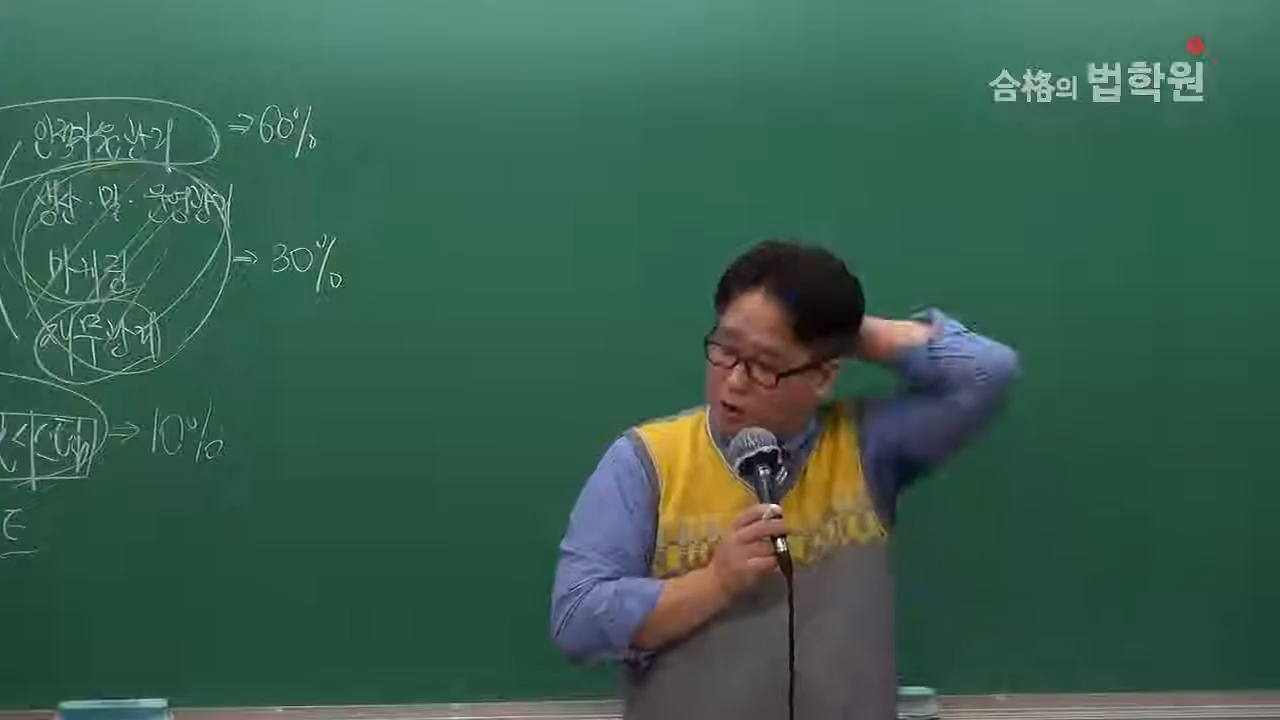 合格의 법학원
인적자원관리 ⇒ 60%
생산 · 및 · 운영관리
마케팅 ⇒ 30%
재무관리
⇒ 10%
E